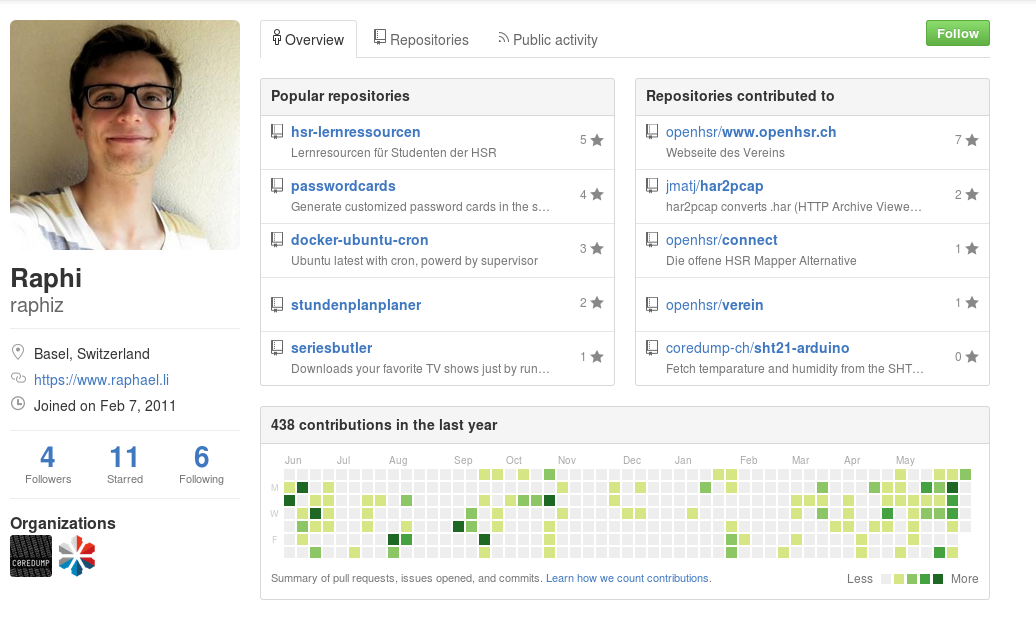 Overview
Repositories
Public activity
Follow
Raphi
raphiz
Basel, Switzerland
https://www.raphael.li
Joined on Feb 7, 2011
4
Followers
11
Starred
6
Following
Organizations
C0REDUMP
Popular repositories
hsr-lernressourcen
Lernresourcen für Studenten der HSR
5
passwordcards
Generate customized password cards in the s…
4
docker-ubuntu-cron
Ubuntu latest with cron, powerd by supervisor
3
stundenplanplaner
2
seriesbutler
Downloads your favorite TV shows just by run…
1
Repositories contributed to
openhsr/www.openhsr.ch
Webseite des Vereins
7
jmatj/har2pcap
har2pcap converts .har (HTTP Archive Viewe…
2
openhsr/connect
Die offene HSR Mapper Alternative
1
openhsr/verein
1
coredump-ch/sht21-arduino
Fetch temparature and humidity from the SHT…
0
438 contributions in the last year
Jun Jul Aug Sep Oct Nov Dec Jan Feb Mar Apr May
M
W
F
Summary of pull requests, issues opened, and commits. Learn how we count contributions.
Less More